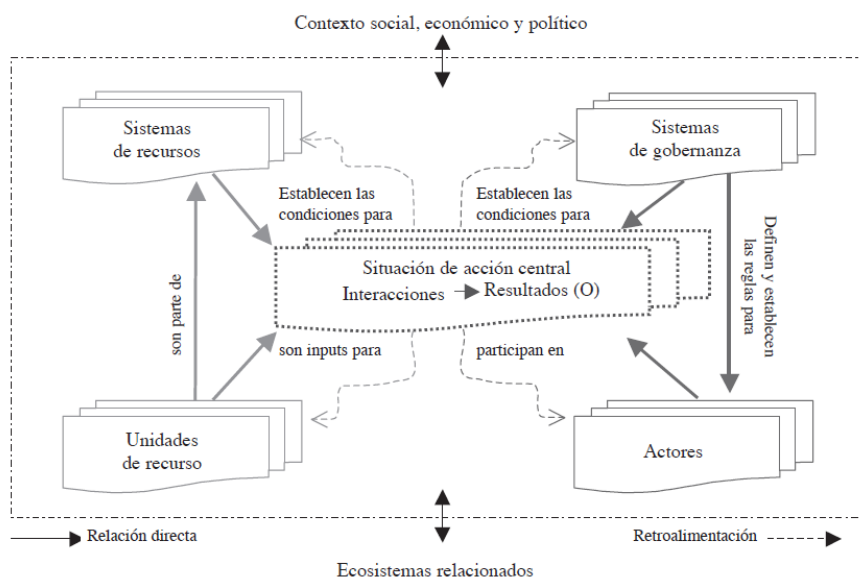 Contexto social, económico y político
Sistemas
de recursos
Sistemas
de gobernanza
Establecen las
condiciones para
Establecen las
condiciones para
Definen y establecen
las reglas para
Situación de acción central
Interacciones
Resultados (O)
son parte de
son inputs para
participan en
Unidades
de recurso
Actores
Relación directa
Retroalimentación
Ecosistemas relacionados